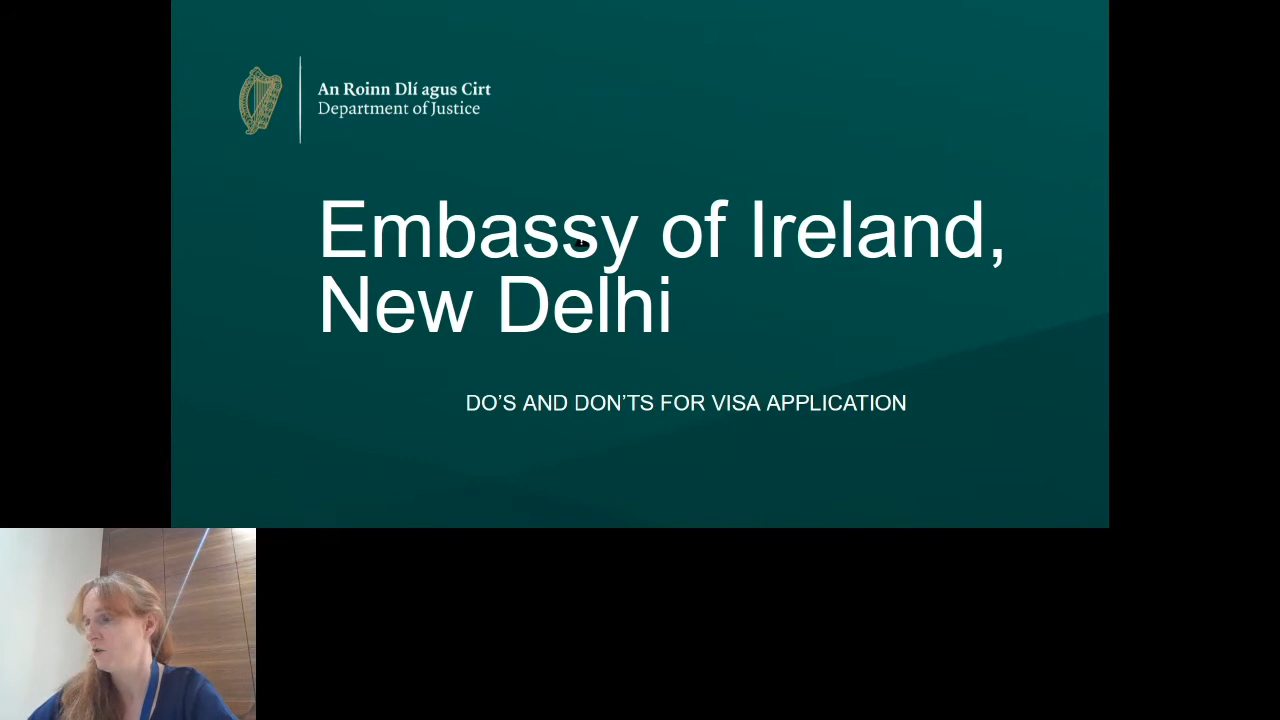 An Roinn Dlí agus Cirt
Department of Justice
Embassy of Ireland,
New Delhi
DO'S AND DON'TS FOR VISA APPLICATION